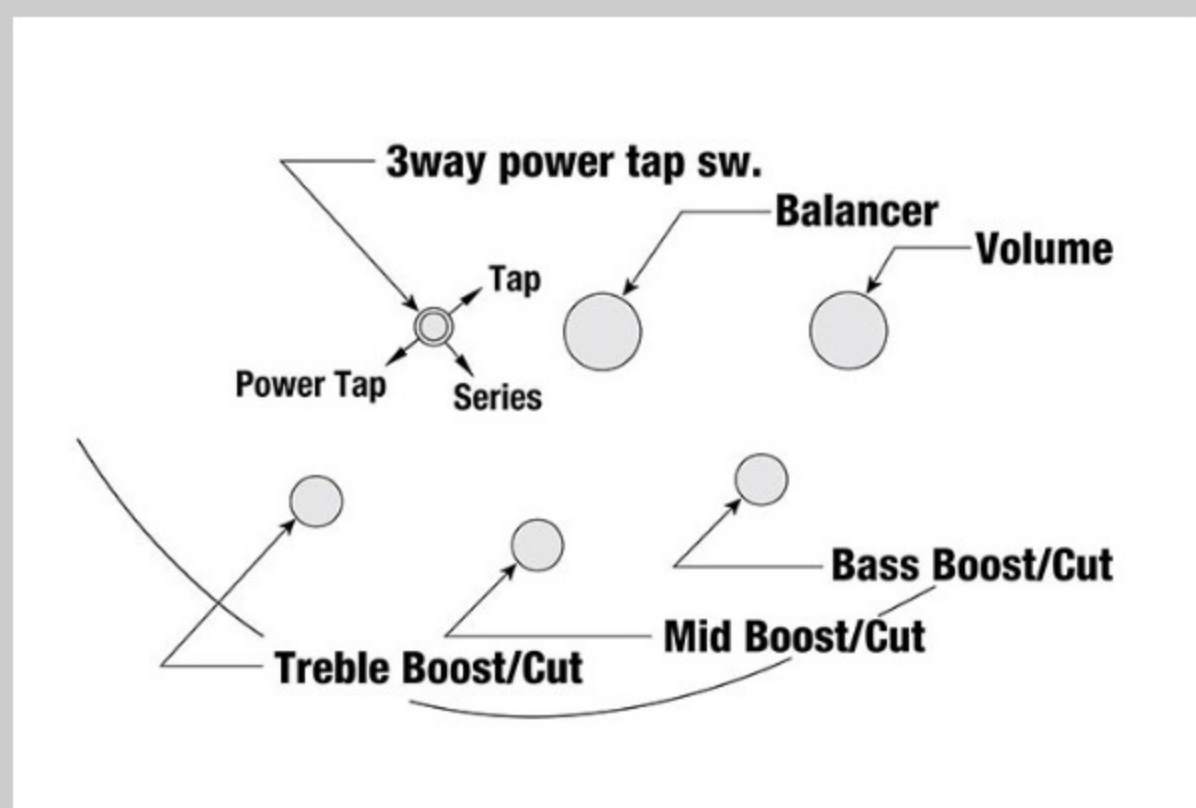 3way power tap sw.
Balancer
Volume
Tap
Power Tap
Series
Bass Boost/Cut
Mid Boost/Cut
Treble Boost/Cut